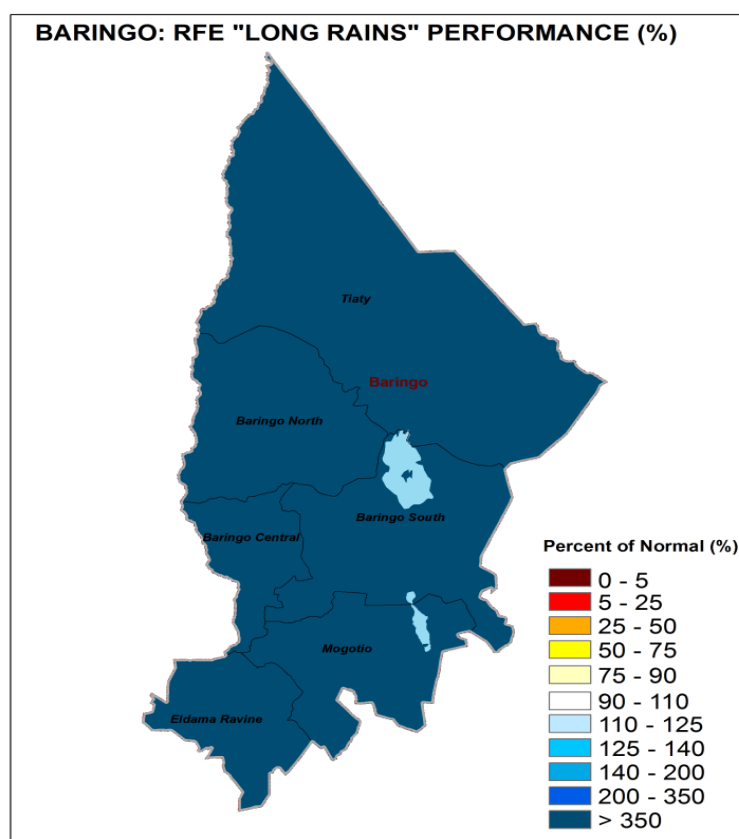 BARINGO: RFE "LONG RAINS" PERFORMANCE (%)
Tiaty
Baringo
Baringo North
Baringo South
Baringo Central
Mogotio
Eldama Ravine
Percent of Normal (%)
0 - 5
5 - 25
25 - 50
50 - 75
75 - 90
90 - 110
110 - 125
125 - 140
140 - 200
200 - 350
> 350